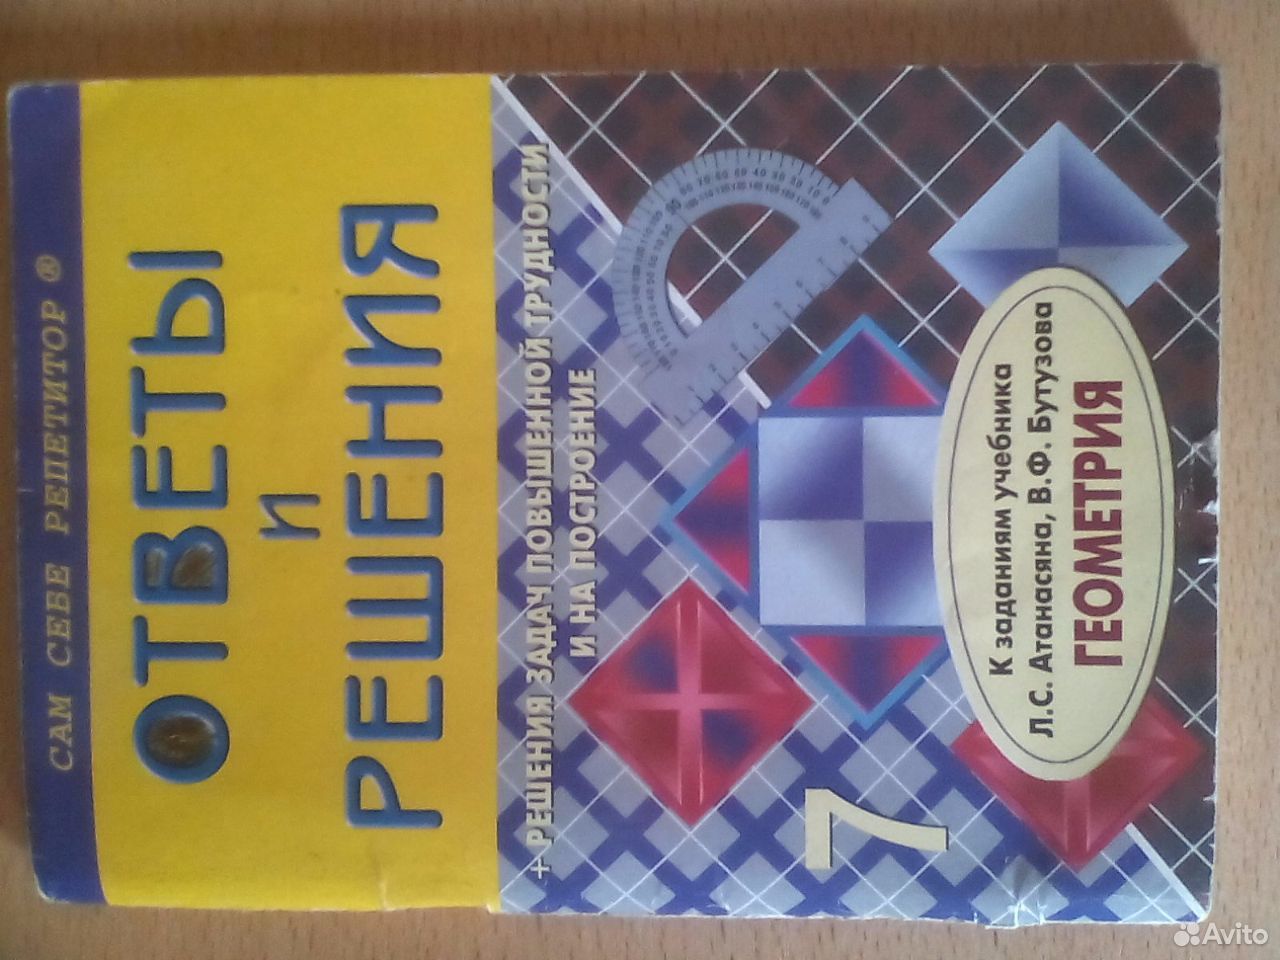 САМ СЕБЕ РЕПЕТИТОР ®
ОТВЕТЫ
И
РЕШЕНИЯ
+ РЕШЕНИЯ ЗАДАЧ ПОВЫШЕННОЙ ТРУДНОСТИ
И НА ПОСТРОЕНИЕ
7
К заданиям учебника
Л.С. Атанасяна, В.Ф. Бутузова
ГЕОМЕТРИЯ
Avito